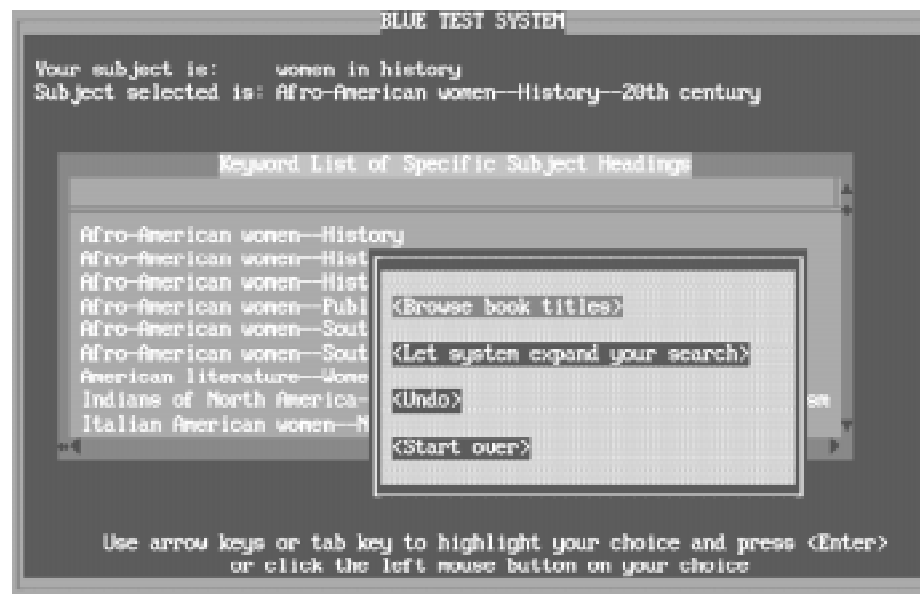 BLUE TEST SYSTEM
Your subject is: women in history
Subject selected is: Afro-American women--History--20th century
Keyword List of Specific Subject Headings
Afro-American women--History
Afro-American women--Hist
Afro-American women--Hist
Afro-American women--Publ
Afro-American women--Sout
Afro-American women--Sout
American literature--Wome
Indians of North America-
Italian American women--M
<Browse book titles>
<Let system expand your search>
<Undo>
<Start over>
Use arrow keys or tab key to highlight your choice and press <Enter>
or click the left mouse button on your choice